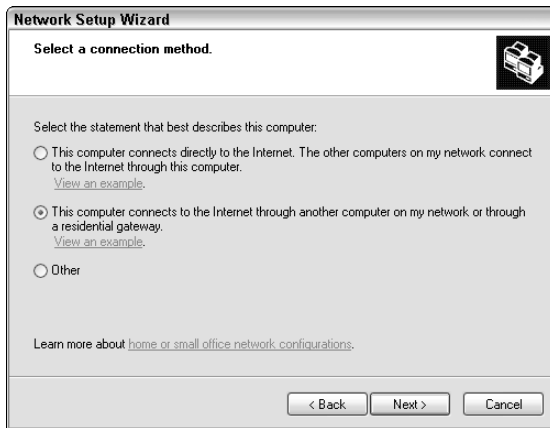 Network Setup Wizard
Select a connection method.
Select the statement that best describes this computer:
This computer connects directly to the Internet. The other computers on my network connect
to the Internet through this computer.
View an example.
This computer connects to the Internet through another computer on my network or through
a residential gateway.
View an example.
Other
Learn more about home or small office network configurations.
< Back Next > Cancel